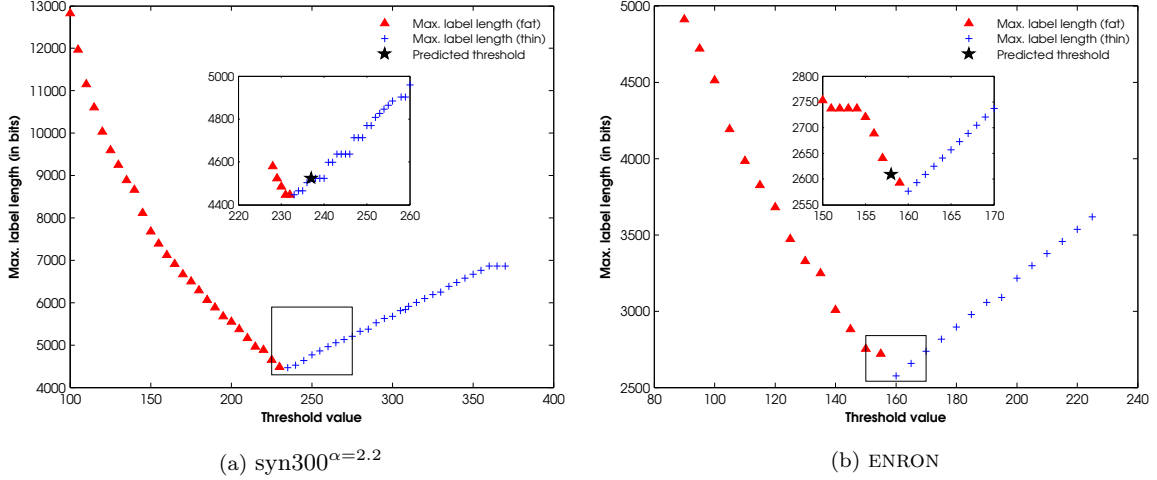 13000
12000
11000
10000
9000
8000
7000
6000
5000
4000
100 150 200 250 300 350 400
Max. label length (in bits)
Threshold value
Max. label length (fat)
Max. label length (thin)
Predicted threshold
5000
4800
4600
4400
220 230 240 250 260
(a) syn300α=2.2
5000
4500
4000
3500
3000
2500
80 100 120 140 160 180 200 220 240
Max. label length (in bits)
Threshold value
Max. label length (fat)
Max. label length (thin)
Predicted threshold
2800
2750
2700
2650
2600
2550
150 155 160 165 170
(b) ENRON